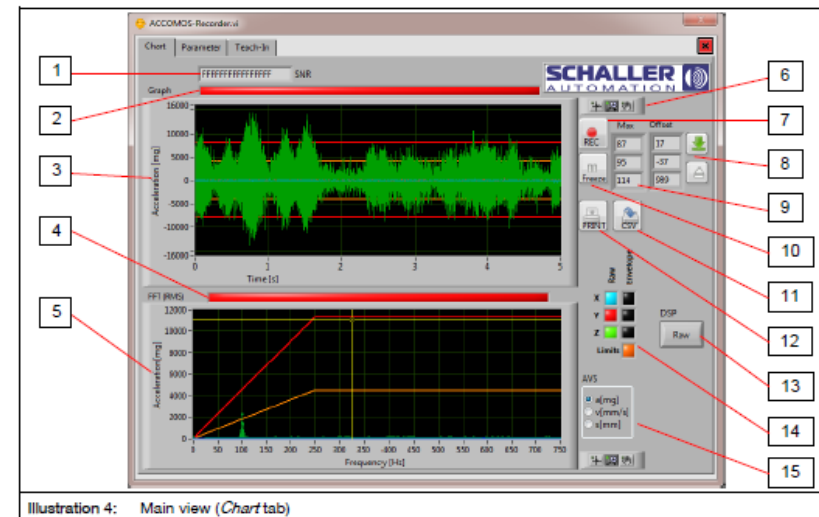 ACCOMOS-Recorder.vi
Chart Parameter Teach-In
FFFFFFFFFFFFFFFF SNR
SCHALLER
AUTOMATION
Graph
16000
10000
5000
0
-5000
-10000
-16000
Acceleration [mg]
0 1 2 3 4 5
Time [s]
REC
Freeze
Max Offset
87 17
95 -37
114 989
PRINT CSV
Raw Envelope
X
Y
Z
Limits
DSP
Raw
AVS
a[mg]
v[mm/s]
s[mm]
FFT (RMS)
12000
10000
8000
6000
4000
2000
0
Acceleration[mg]
0 50 100 150 200 250 300 350 400 450 500 550 600 650 700 750
Frequency [Hz]
1
2
3
4
5
6
7
8
9
10
11
12
13
14
15
Illustration 4: Main view (Chart tab)